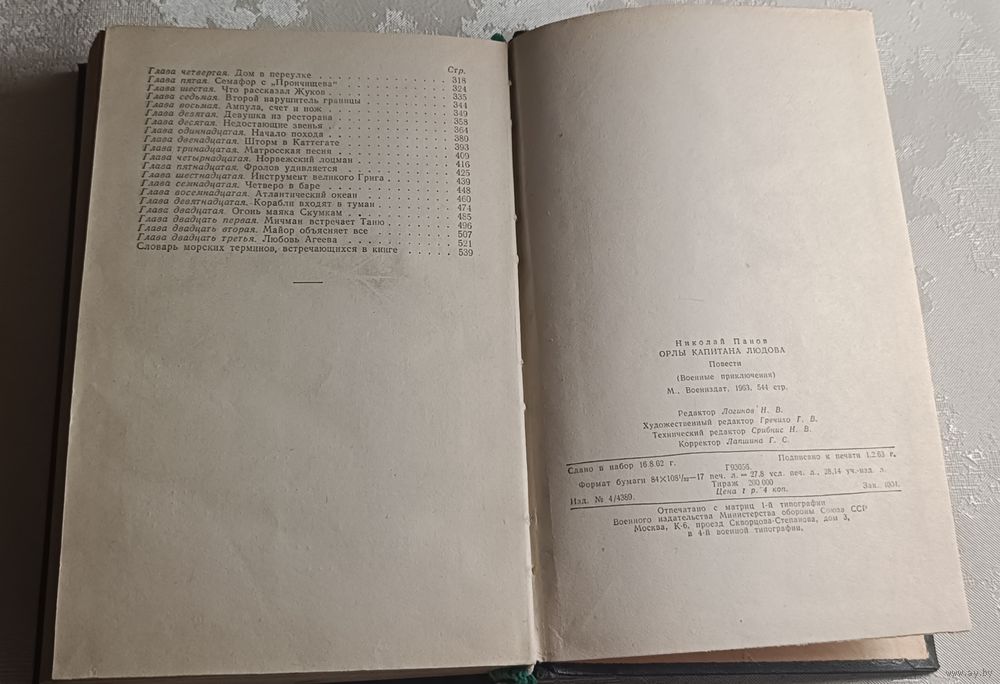 Стр.
Глава четвертая. Дом в переулке 318
Глава пятая. Семафор с „Прончищева“ 324
Глава шестая. Что рассказал Жуков 335
Глава седьмая. Второй нарушитель границы 344
Глава восьмая. Ампула, счет и нож 349
Глава девятая. Девушка из ресторана 358
Глава десятая. Недостающие звенья 364
Глава одиннадцатая. Начало похода 380
Глава двенадцатая. Шторм в Каттегате 393
Глава тринадцатая. Матросская песня 409
Глава четырнадцатая. Норвежский лоцман 416
Глава пятнадцатая. Фролов удивляется 425
Глава шестнадцатая. Инструмент великого Грига 439
Глава семнадцатая. Четверо в баре 448
Глава восемнадцатая. Атлантический океан 460
Глава девятнадцатая. Корабли входят в туман 474
Глава двадцатая. Огонь маяка Скумкам 485
Глава двадцать первая. Мичман встречает Таню 496
Глава двадцать вторая. Майор объясняет все 507
Глава двадцать третья. Любовь Агеева 521
Словарь морских терминов, встречающихся в книге 539
Николай Панов
ОРЛЫ КАПИТАНА ЛЮДОВА
Повести
(Военные приключения)
М., Воениздат, 1963, 544 стр.
Редактор Логинов Н. В.
Художественный редактор Гречихо Г. В.
Технический редактор Срибнис Н. В.
Корректор Лапшина Г. С.
Сдано в набор 16.8.62 г. Подписано к печати 1.2.63 г.
Г93056.
Формат бумаги 84×108¹/₃₂—17 печ. л. = 27,8 усл. печ. л., 28,14 уч.-изд. л.
Тираж 200 000
Изд. № 4/4389. Цена 1 р. 4 коп. Зак. 1031.
Отпечатано с матриц 1-й типографии
Военного издательства Министерства обороны Союза ССР
Москва, К-6, проезд Скворцова-Степанова, дом 3,
в 4-й военной типографии.
www.ay.by